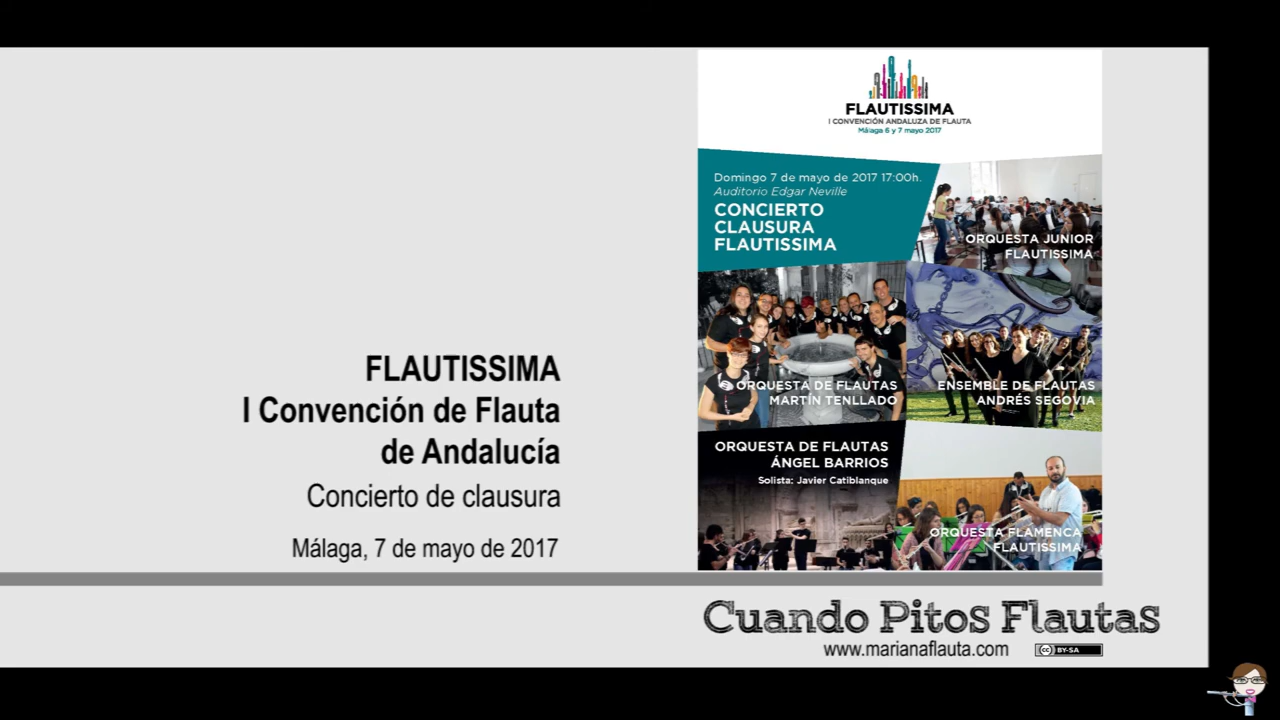 FLAUTISSIMA
I Convención de Flauta
de Andalucía
Concierto de clausura
Málaga, 7 de mayo de 2017
FLAUTISSIMA
I CONVENCIÓN ANDALUZA DE FLAUTA
Málaga 6 y 7 mayo 2017
Domingo 7 de mayo de 2017 17:00h.
Auditorio Edgar Neville
CONCIERTO
CLAUSURA
FLAUTISSIMA
ORQUESTA JUNIOR
FLAUTISSIMA
ORQUESTA DE FLAUTAS
MARTÍN TENLLADO
ENSEMBLE DE FLAUTAS
ANDRÉS SEGOVIA
ORQUESTA DE FLAUTAS
ÁNGEL BARRIOS
Solista: Javier Catiblanque
ORQUESTA FLAMENCA
FLAUTISSIMA
Cuando Pitos Flautas
www.marianaflauta.com
cc BY-SA